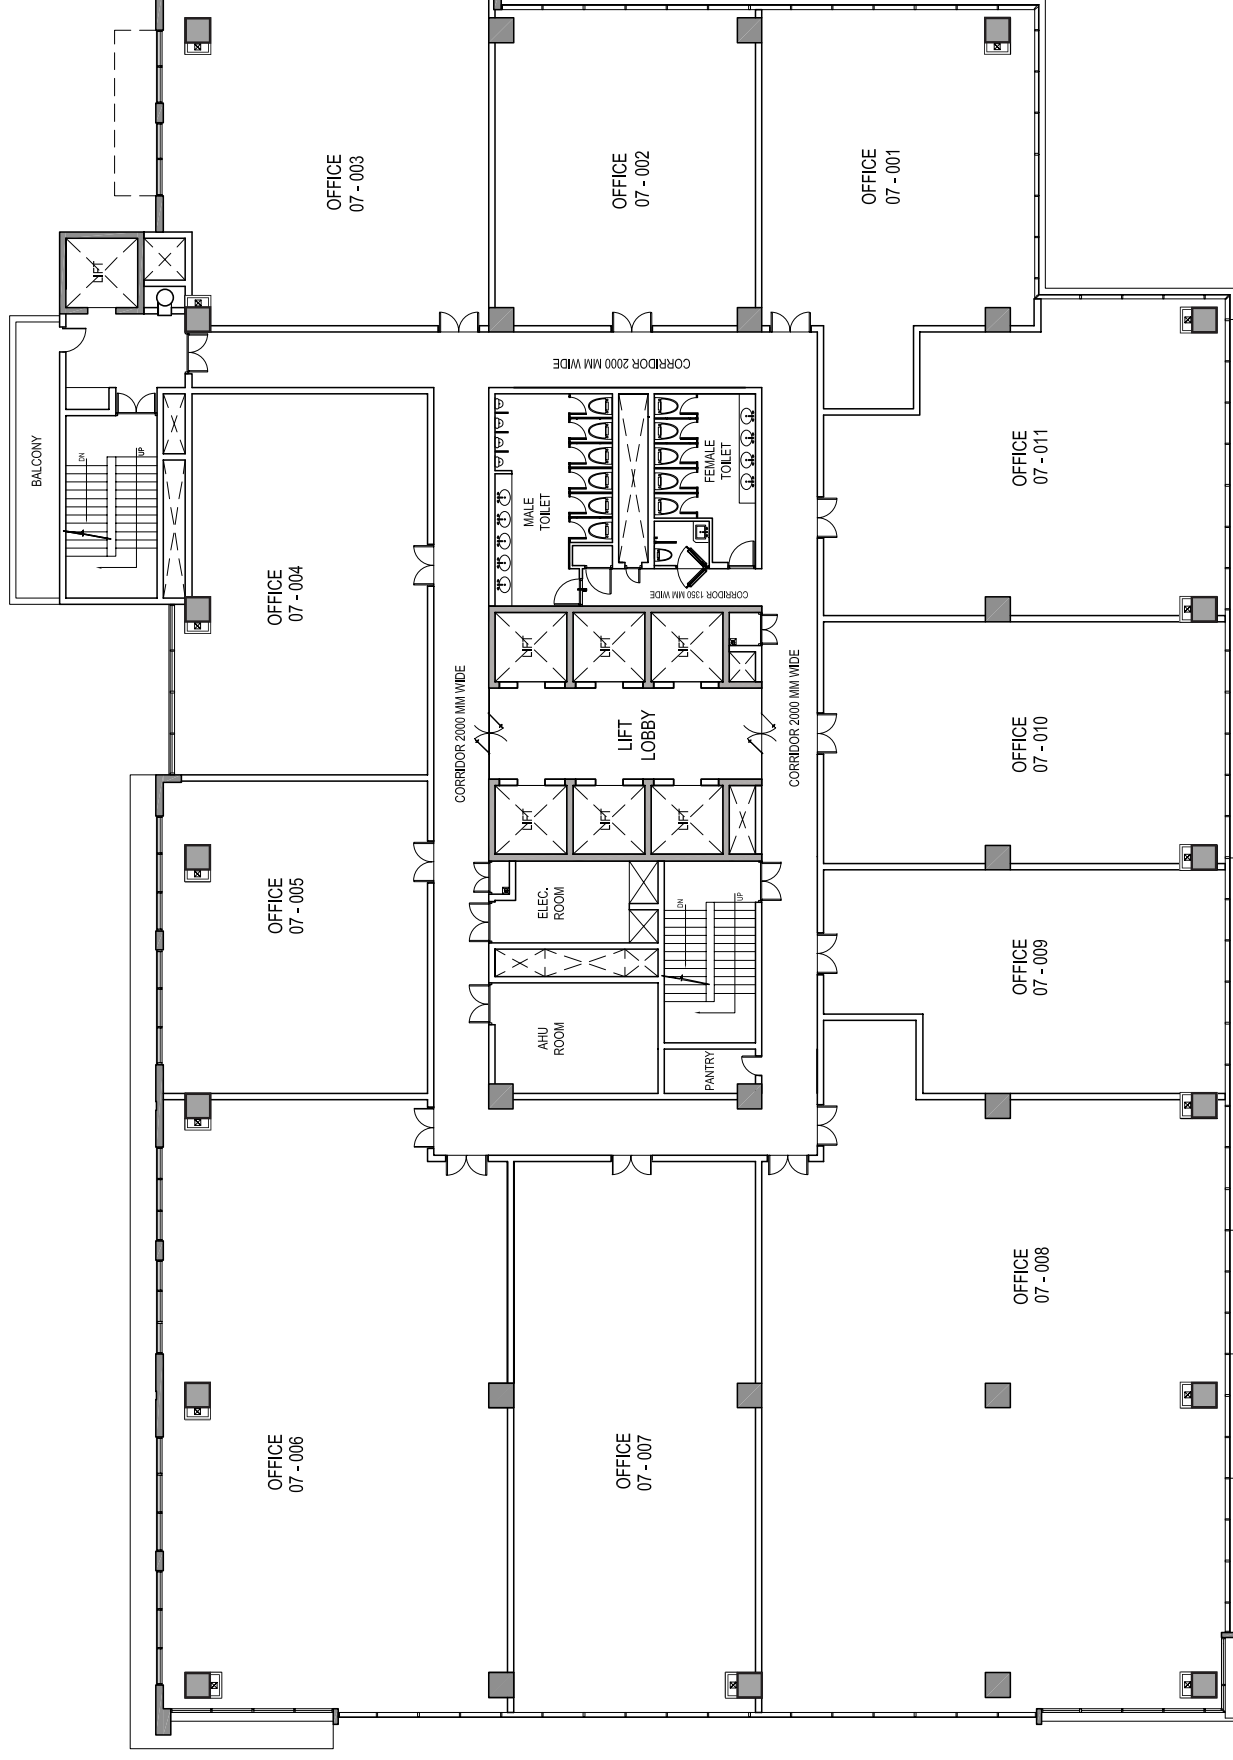 OFFICE
07 - 003
OFFICE
07 - 002
OFFICE
07 - 001
LIFT
CORRIDOR 2000 MM WIDE
BALCONY
DN
UP
MALE
TOILET
FEMALE
TOILET
OFFICE
07 - 011
OFFICE
07 - 004
CORRIDOR 1350 MM WIDE
LIFT
LIFT
LIFT
CORRIDOR 2000 MM WIDE
LIFT
LOBBY
CORRIDOR 2000 MM WIDE
OFFICE
07 - 010
LIFT
LIFT
LIFT
OFFICE
07 - 005
ELEC.
ROOM
DN
UP
OFFICE
07 - 009
AHU
ROOM
PANTRY
OFFICE
07 - 008
OFFICE
07 - 006
OFFICE
07 - 007